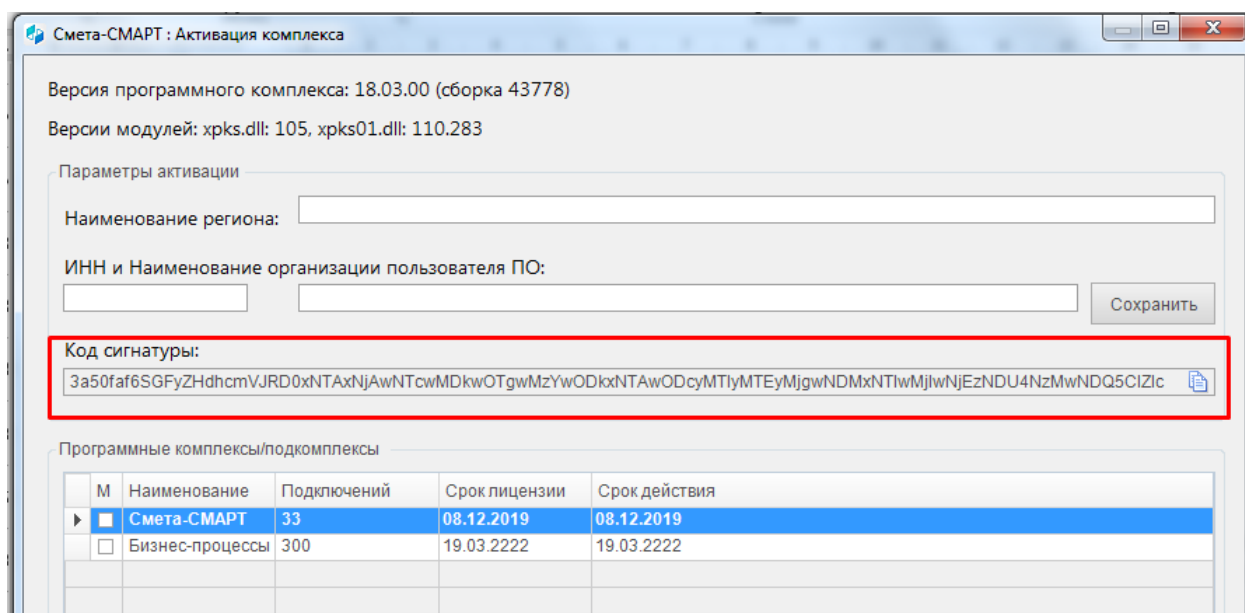 Смета-СМАРТ : Активация комплекса
Версия программного комплекса: 18.03.00 (сборка 43778)
Версии модулей: xpks.dll: 105, xpks01.dll: 110.283
Параметры активации
Наименование региона:
ИНН и Наименование организации пользователя ПО:
Сохранить
Код сигнатуры:
3a50faf6SGFyZHdhcmVJRD0xNTAxNjAwNTcwMDkwOTgwMzYwODkxNTAwODcyMTIyMTEyMjgwNDMxNTIwMjIwNjEzNDU4NzMwNDQ5ClZlc
Программные комплексы/подкомплексы
М Наименование Подключений Срок лицензии Срок действия
Смета-СМАРТ 33 08.12.2019 08.12.2019
Бизнес-процессы 300 19.03.2222 19.03.2222